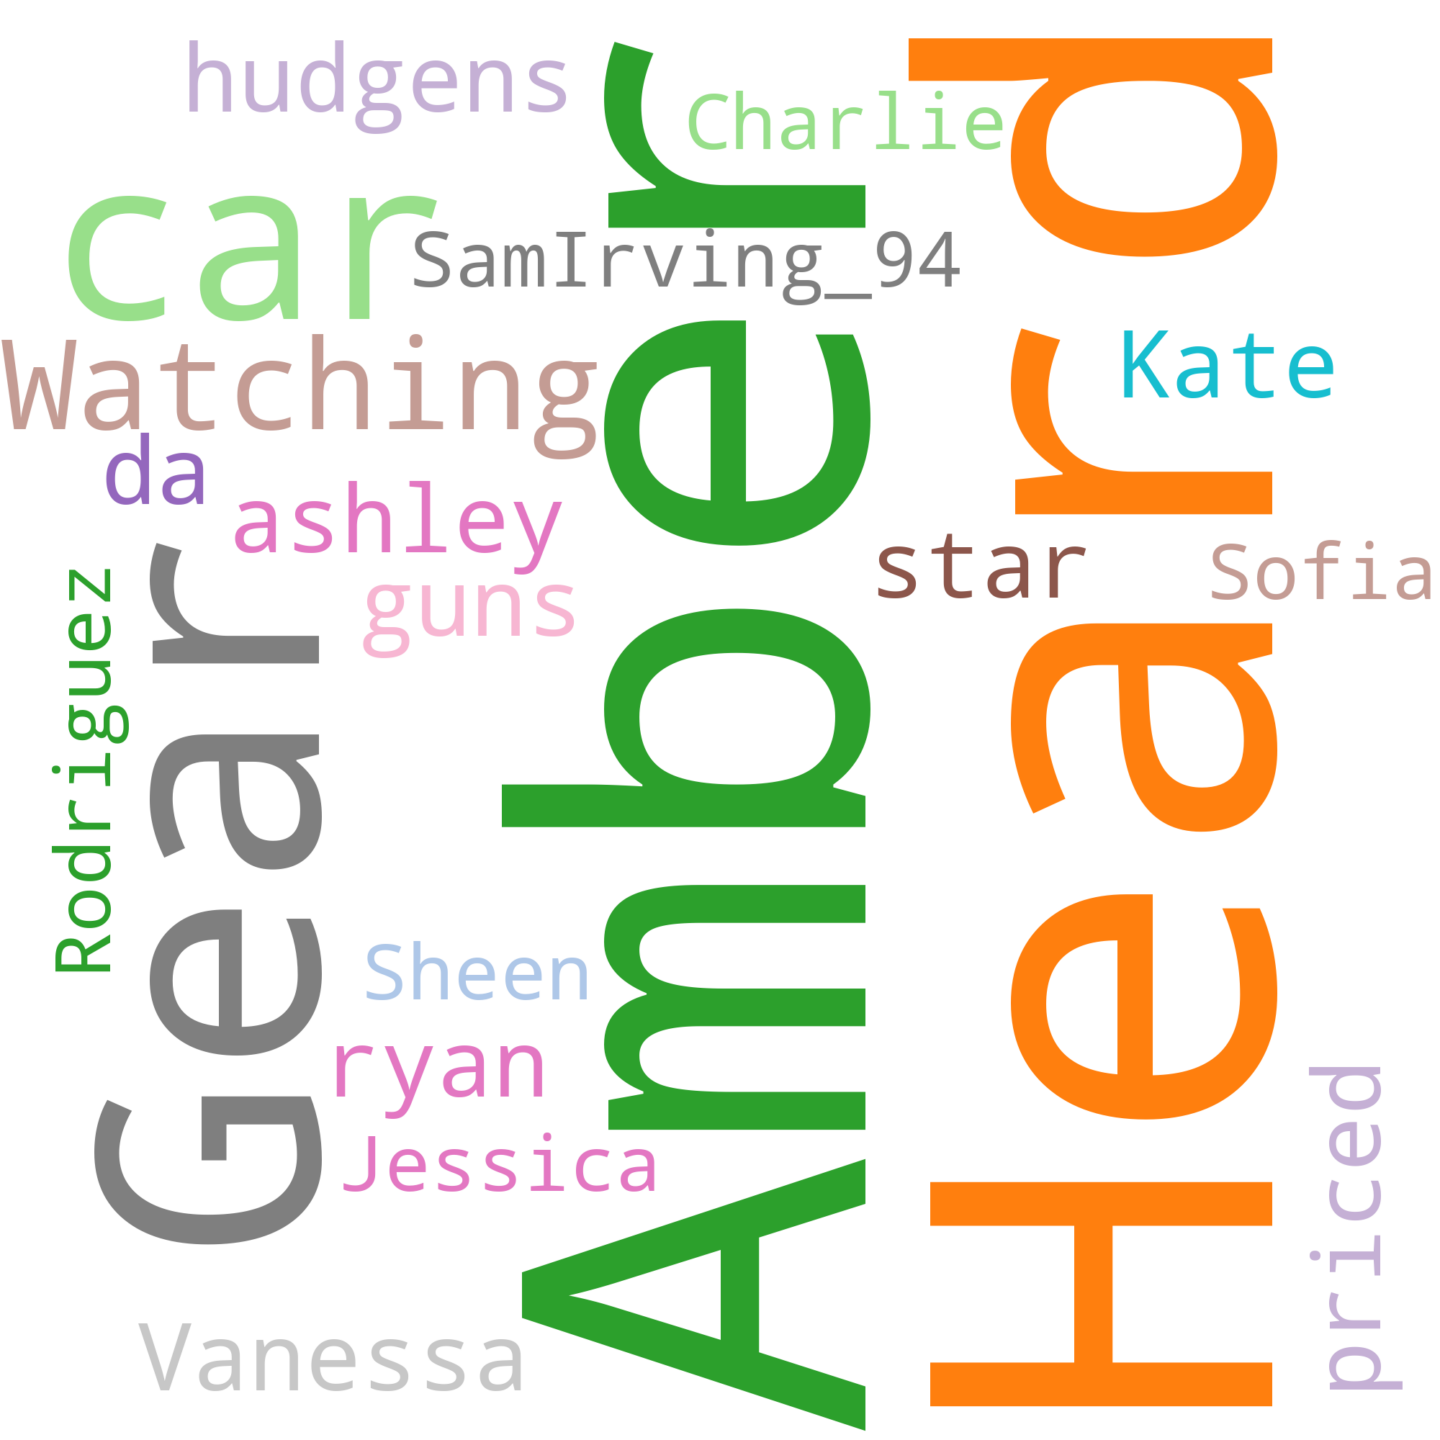 hudgens
Charlie
car
SamIrving_94
Watching
Kate
da
ashley
star
Sofia
guns
Rodriguez
Gear
Amber
Heard
Sheen
ryan
Jessica
priced
Vanessa